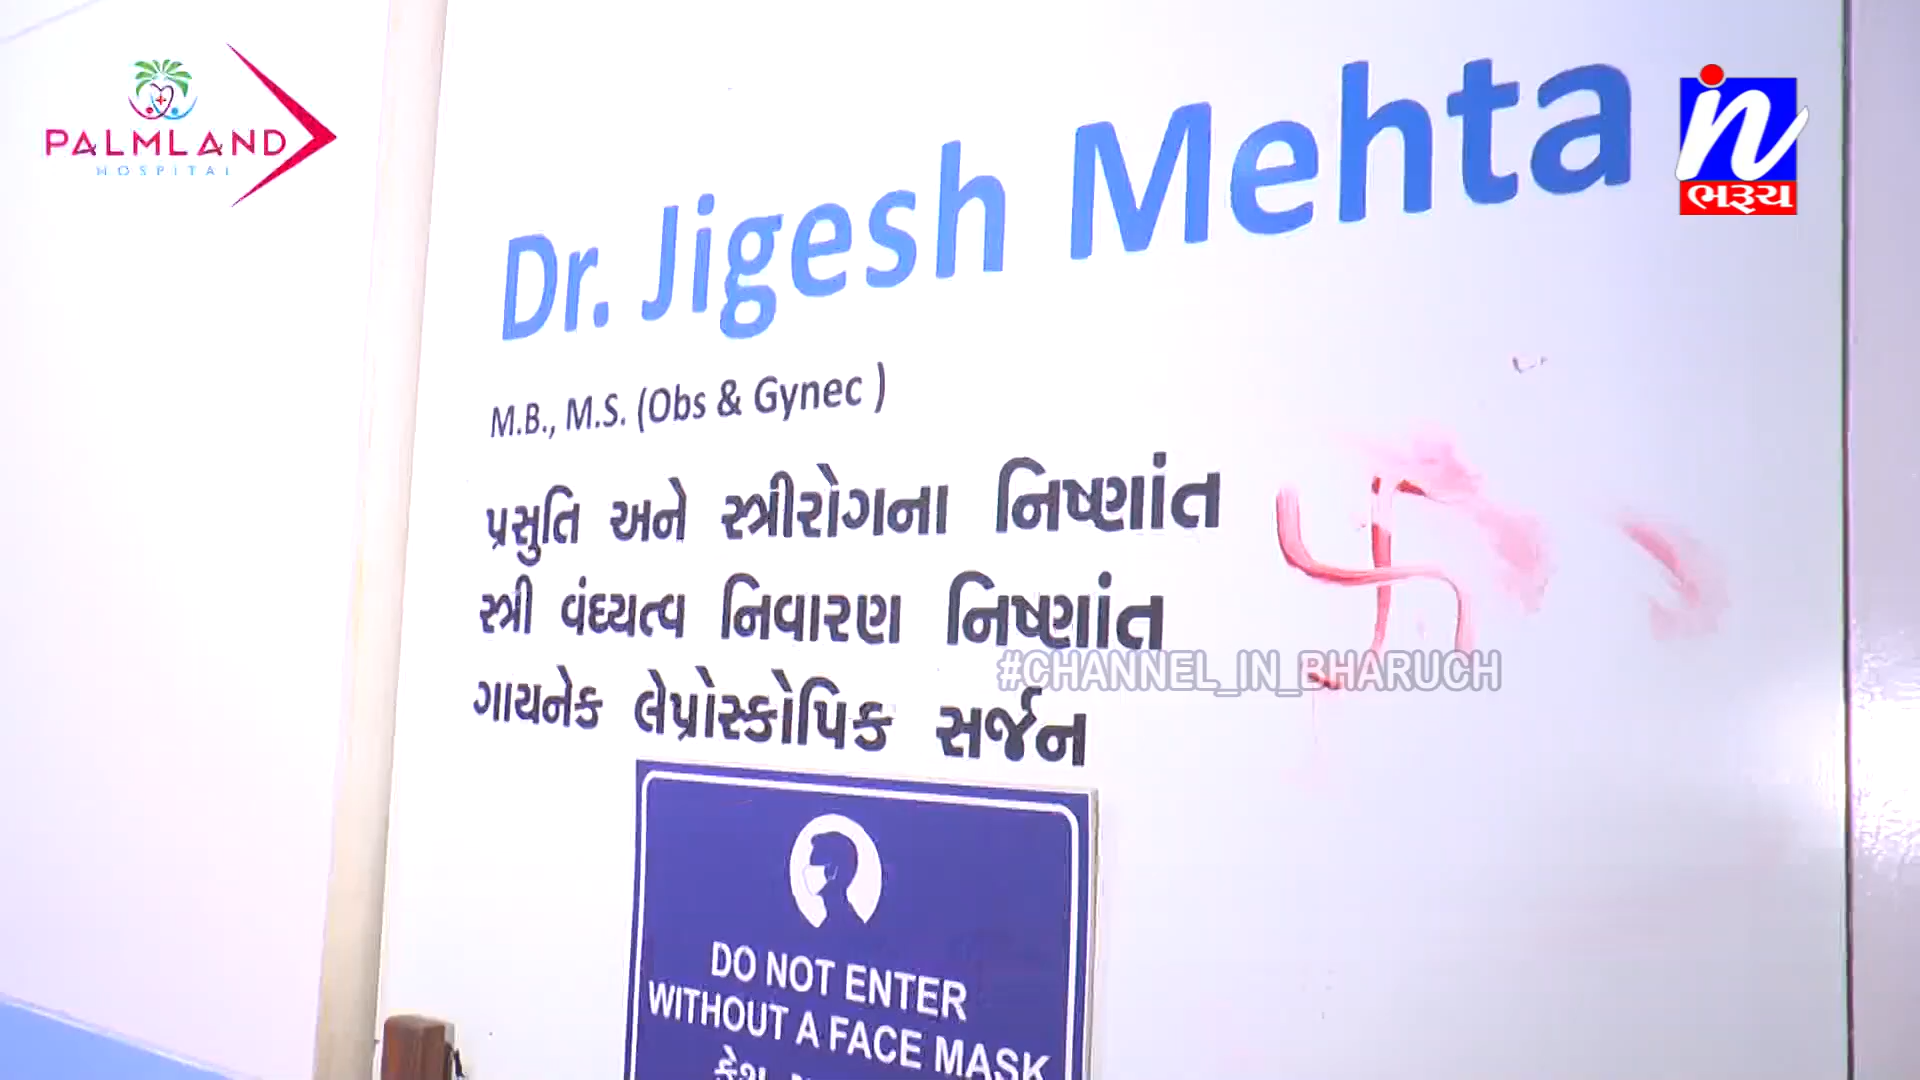 PALMLAND
HOSPITAL
in
ભરૂચ
Dr. Jigesh Mehta
M.B., M.S. (Obs & Gynec )
પ્રસુતિ અને સ્ત્રીરોગના નિષ્ણાંત
સ્ત્રી વંધ્યત્વ નિવારણ નિષ્ણાંત
#CHANNEL_IN_BHARUCH
ગાયનેક લેપ્રોસ્કોપિક સર્જન
DO NOT ENTER
WITHOUT A FACE MASK